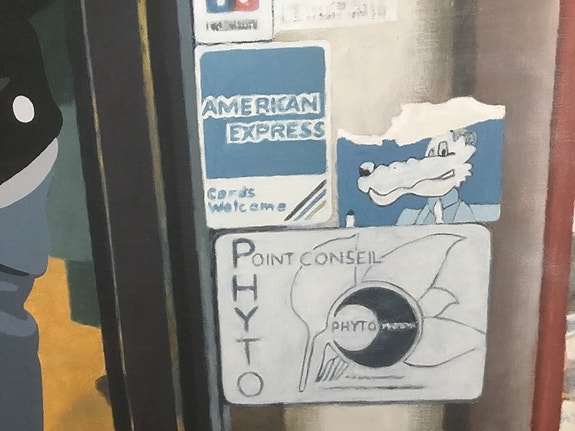 AMERICAN
EXPRESS
Cards
Welcome
PHYTO
POINT CONSEIL
PHYTO